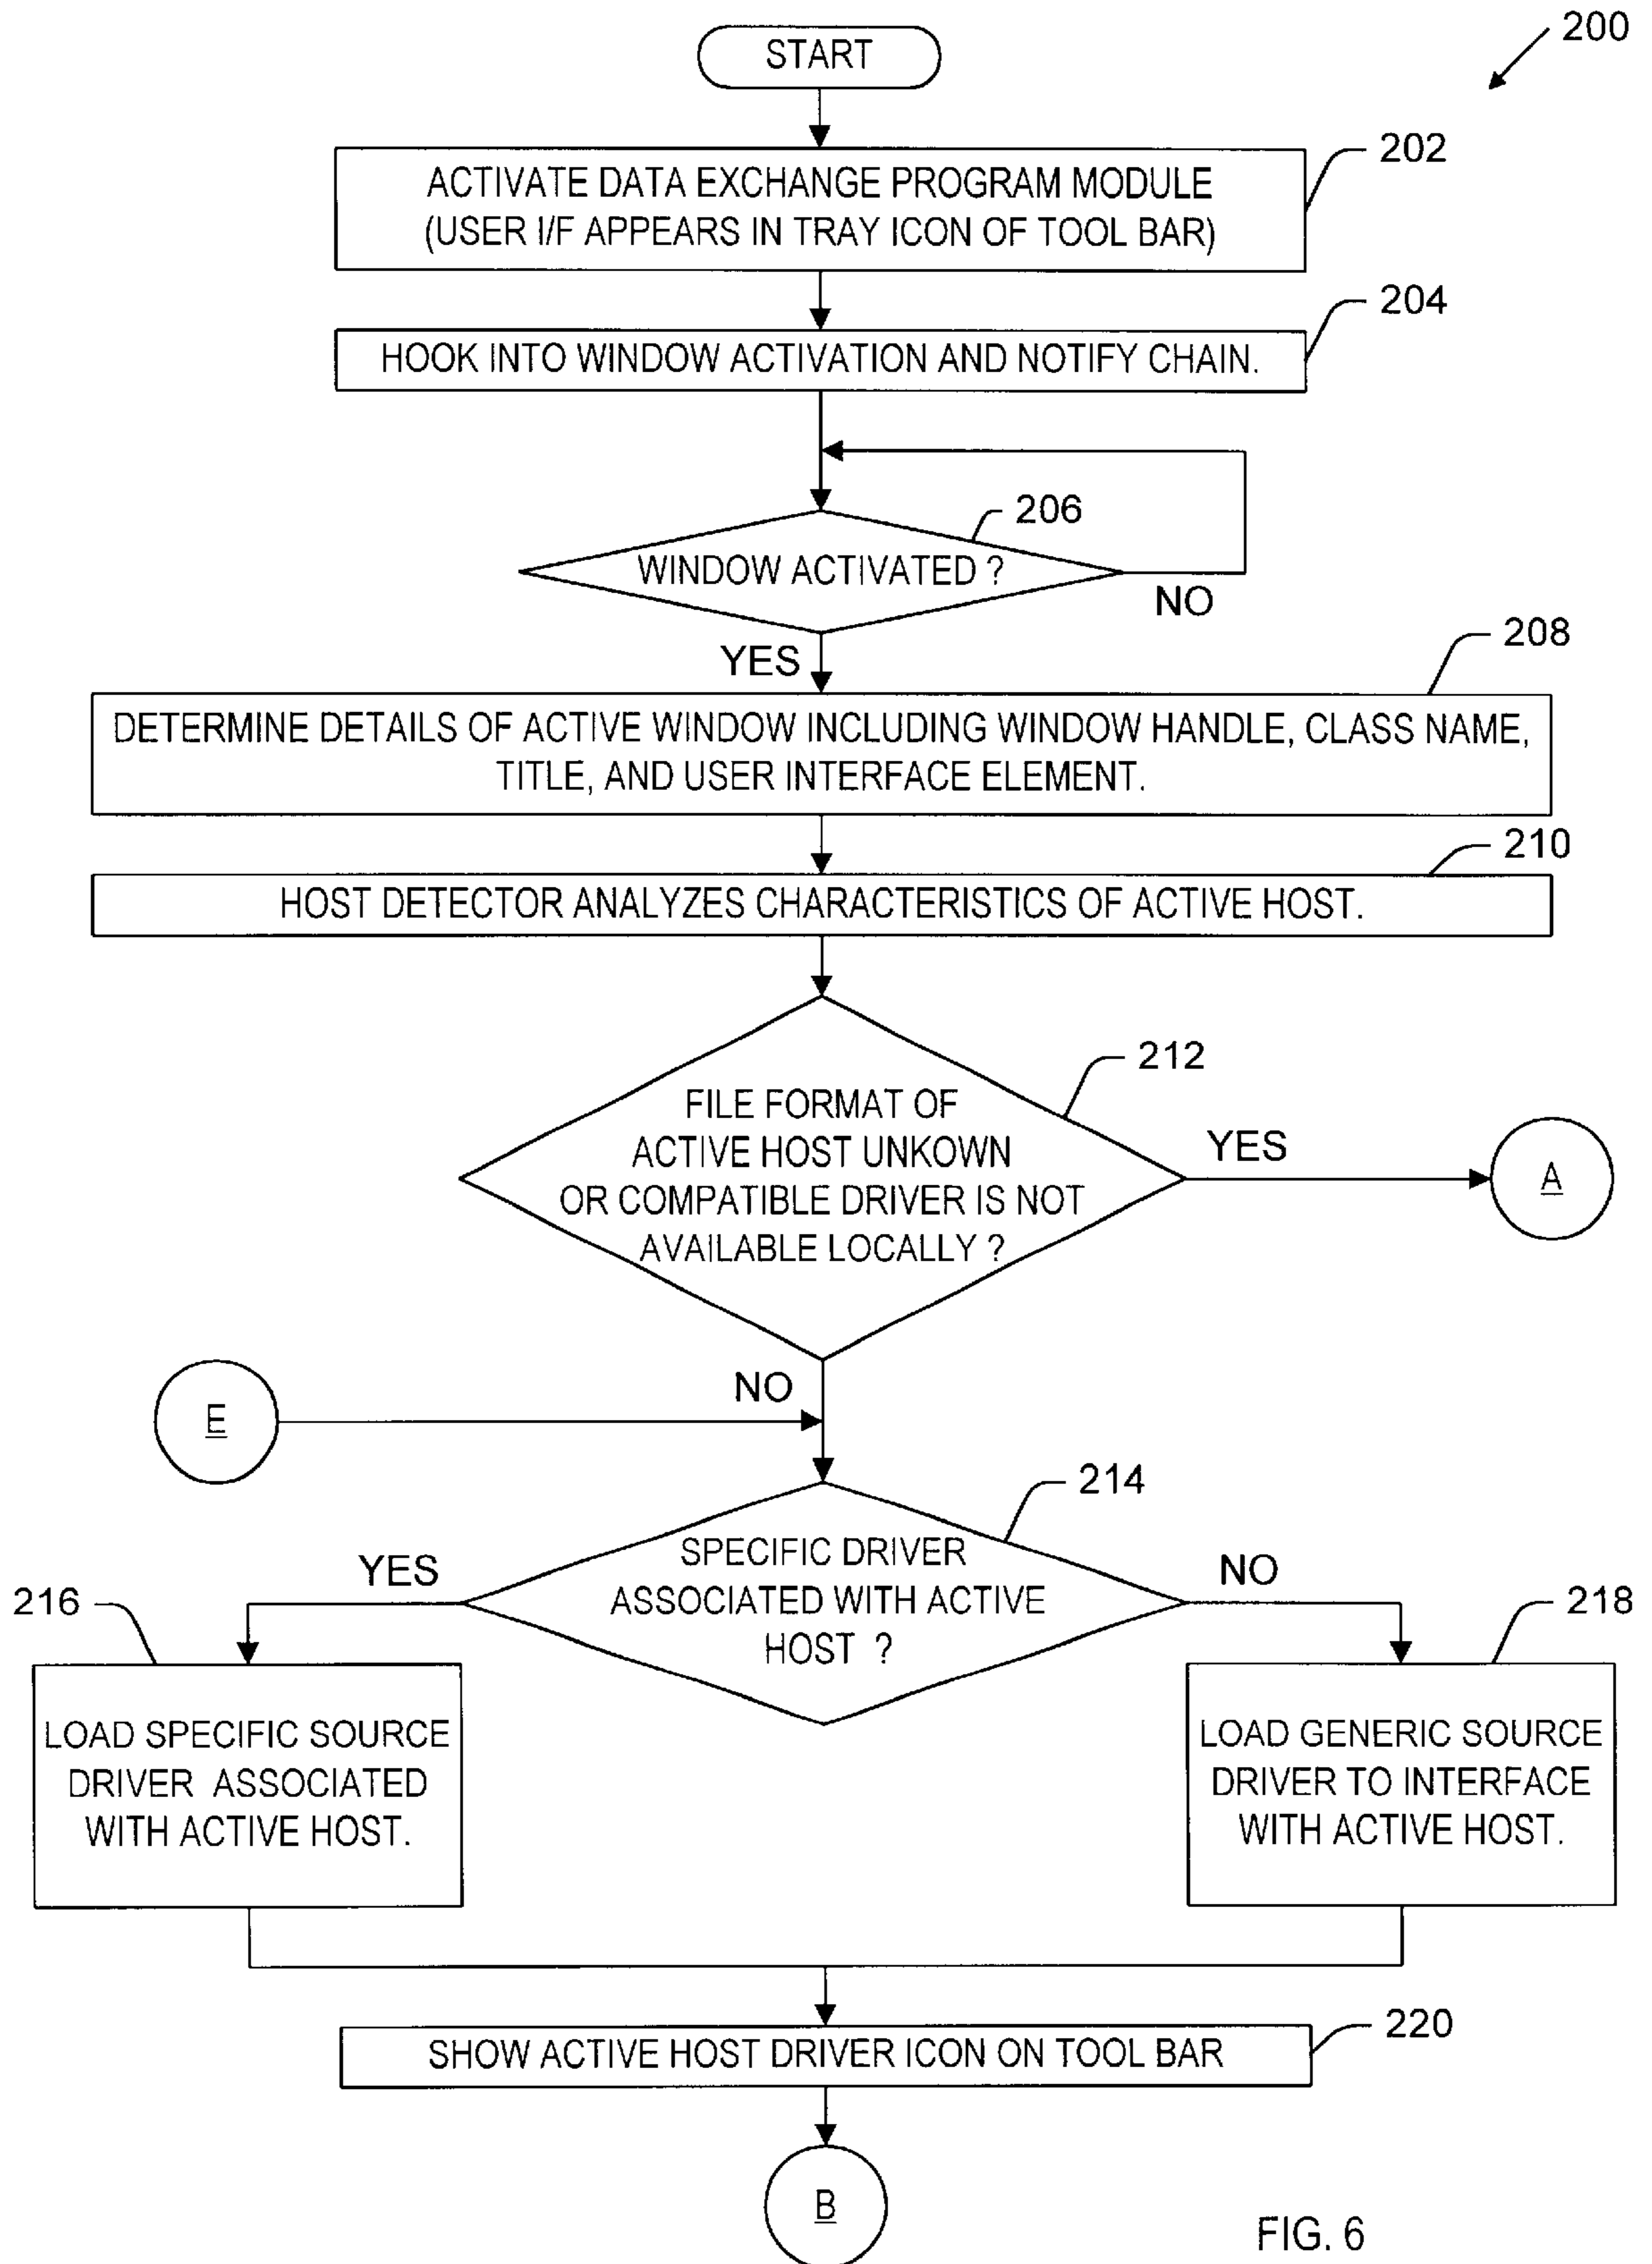 200
START
202
ACTIVATE DATA EXCHANGE PROGRAM MODULE
(USER I/F APPEARS IN TRAY ICON OF TOOL BAR)
204
HOOK INTO WINDOW ACTIVATION AND NOTIFY CHAIN.
206
WINDOW ACTIVATED ?
NO
YES
208
DETERMINE DETAILS OF ACTIVE WINDOW INCLUDING WINDOW HANDLE, CLASS NAME,
TITLE, AND USER INTERFACE ELEMENT.
210
HOST DETECTOR ANALYZES CHARACTERISTICS OF ACTIVE HOST.
212
FILE FORMAT OF
ACTIVE HOST UNKOWN
OR COMPATIBLE DRIVER IS NOT
AVAILABLE LOCALLY ?
YES
A
NO
E
214
SPECIFIC DRIVER
ASSOCIATED WITH ACTIVE
HOST ?
YES
NO
216
218
LOAD SPECIFIC SOURCE
DRIVER ASSOCIATED
WITH ACTIVE HOST.
LOAD GENERIC SOURCE
DRIVER TO INTERFACE
WITH ACTIVE HOST.
220
SHOW ACTIVE HOST DRIVER ICON ON TOOL BAR
B
FIG. 6